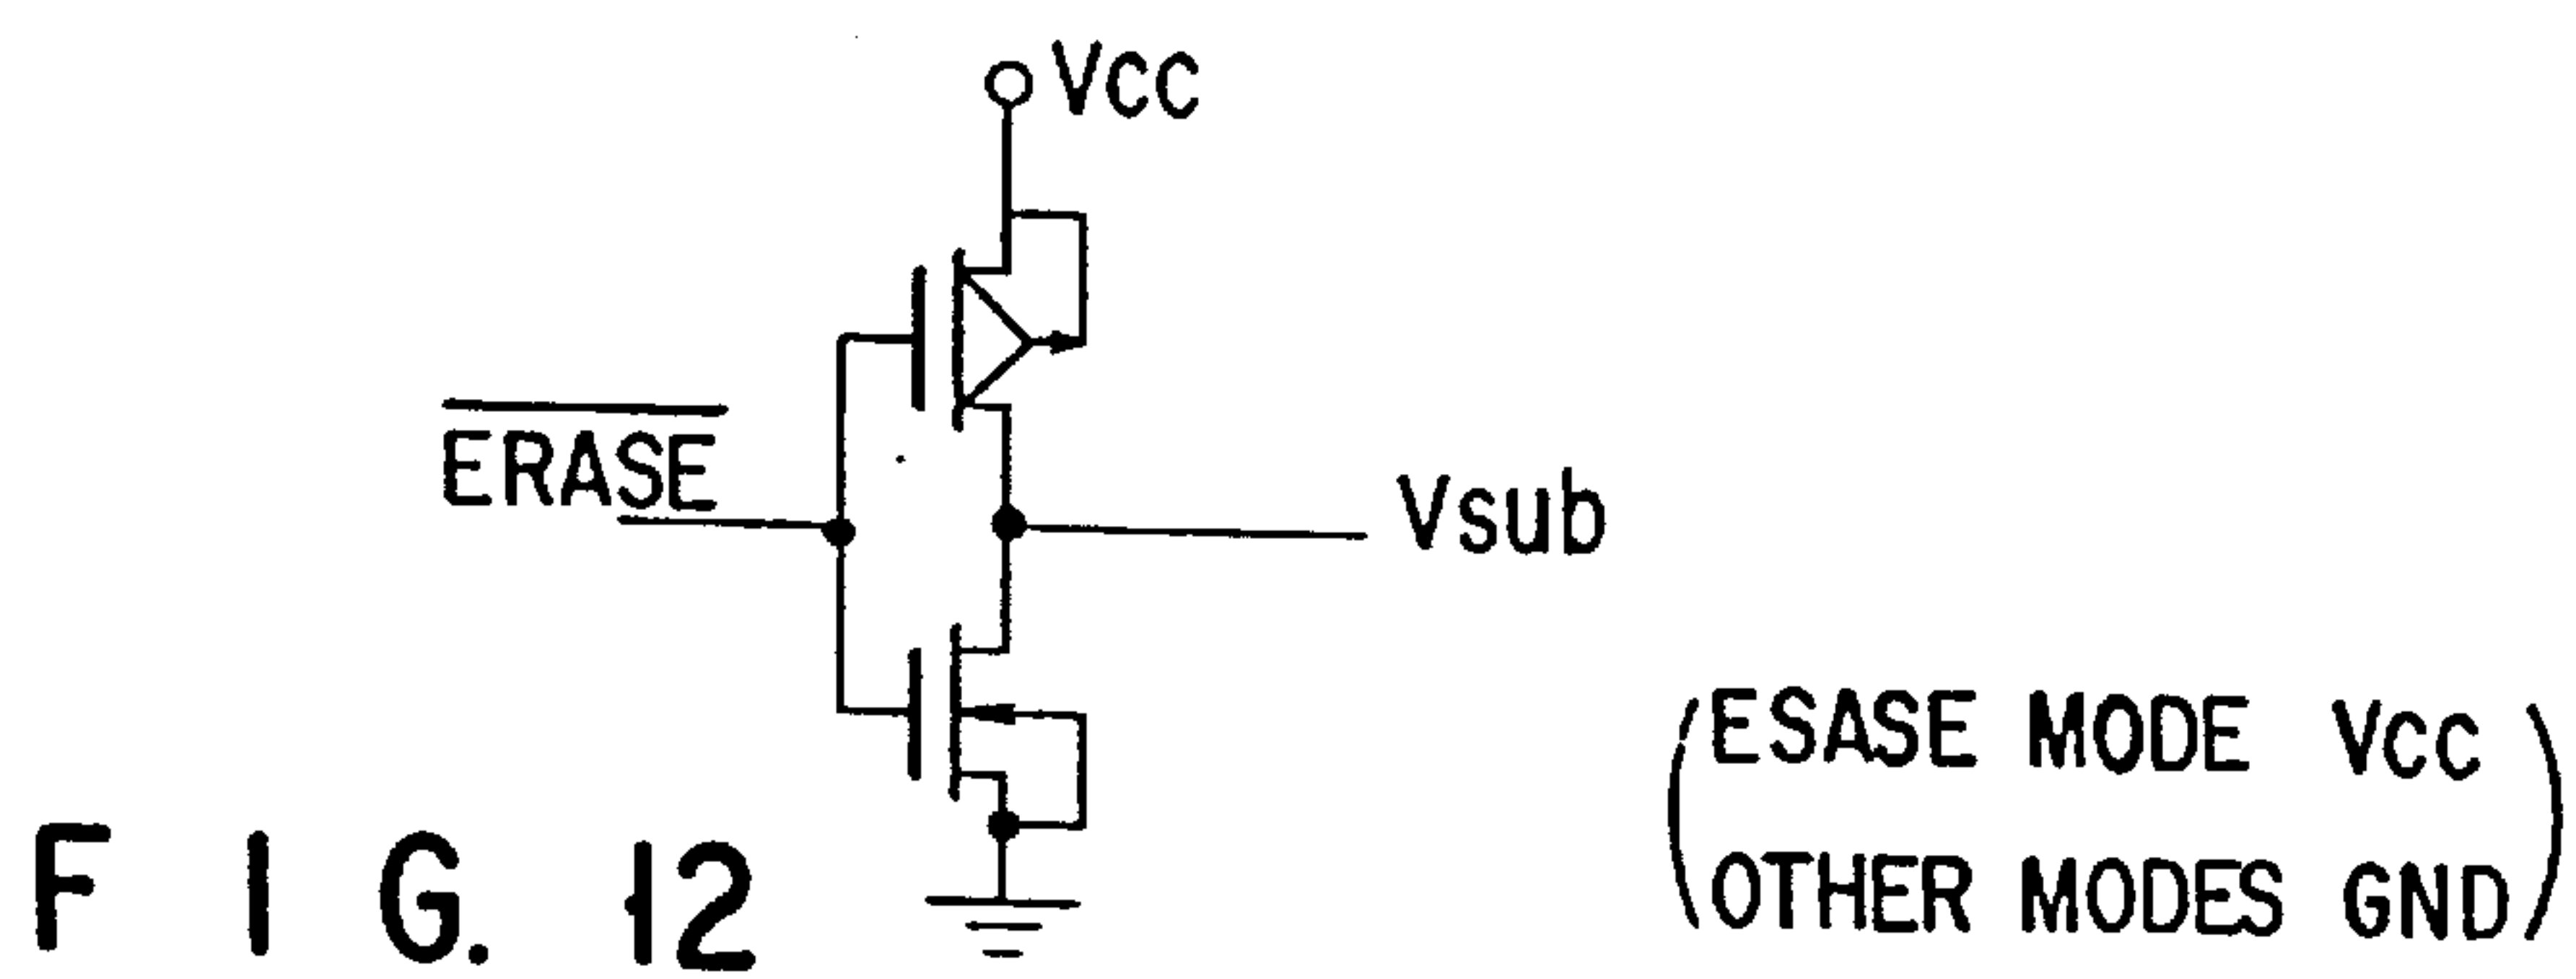 Vcc
ERASE
Vsub
(ESASE MODE Vcc
OTHER MODES GND)
F I G. 12